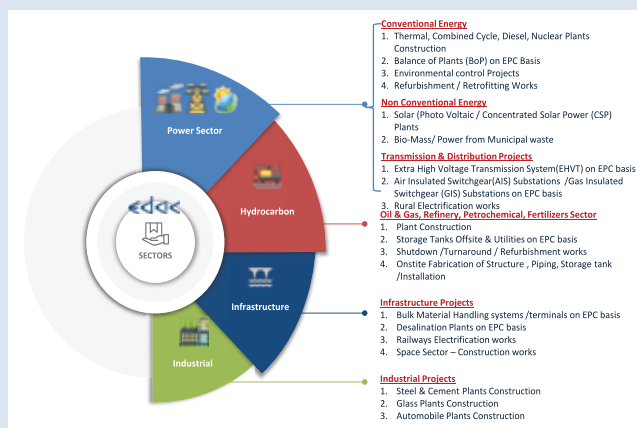 Conventional Energy
1. Thermal, Combined Cycle, Diesel, Nuclear Plants
Construction
2. Balance of Plants (BoP) on EPC Basis
3. Environmental control Projects
4. Refurbishment / Retrofitting Works
Non Conventional Energy
1. Solar (Photo Voltaic / Concentrated Solar Power (CSP)
Plants
2. Bio-Mass/ Power from Municipal waste
Transmission & Distribution Projects
1. Extra High Voltage Transmission System(EHVT) on EPC basis
2. Air Insulated Switchgear(AIS) Substations /Gas Insulated
Switchgear (GIS) Substations on EPC basis
3. Rural Electrification works
Oil & Gas, Refinery, Petrochemical, Fertilizers Sector
1. Plant Construction
2. Storage Tanks Offsite & Utilities on EPC basis
3. Shutdown /Turnaround / Refurbishment works
4. Onstite Fabrication of Structure , Piping, Storage tank
/Installation
Infrastructure Projects
1. Bulk Material Handling systems /terminals on EPC basis
2. Desalination Plants on EPC basis
3. Railways Electrification works
4. Space Sector – Construction works
Industrial Projects
1. Steel & Cement Plants Construction
2. Glass Plants Construction
3. Automobile Plants Construction
Power Sector
Hydrocarbon
Infrastructure
Industrial
edac
SECTORS